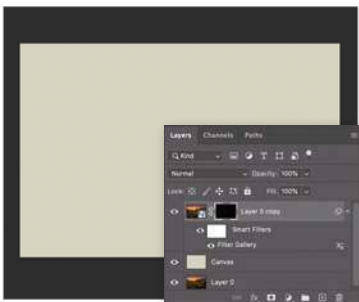 Layers Channels Paths
Q Kind
Normal Opacity: 100%
Lock: Fill: 100%
Layer 0 copy
Smart Filters
Filter Gallery
Canvas
Layer 0
fx